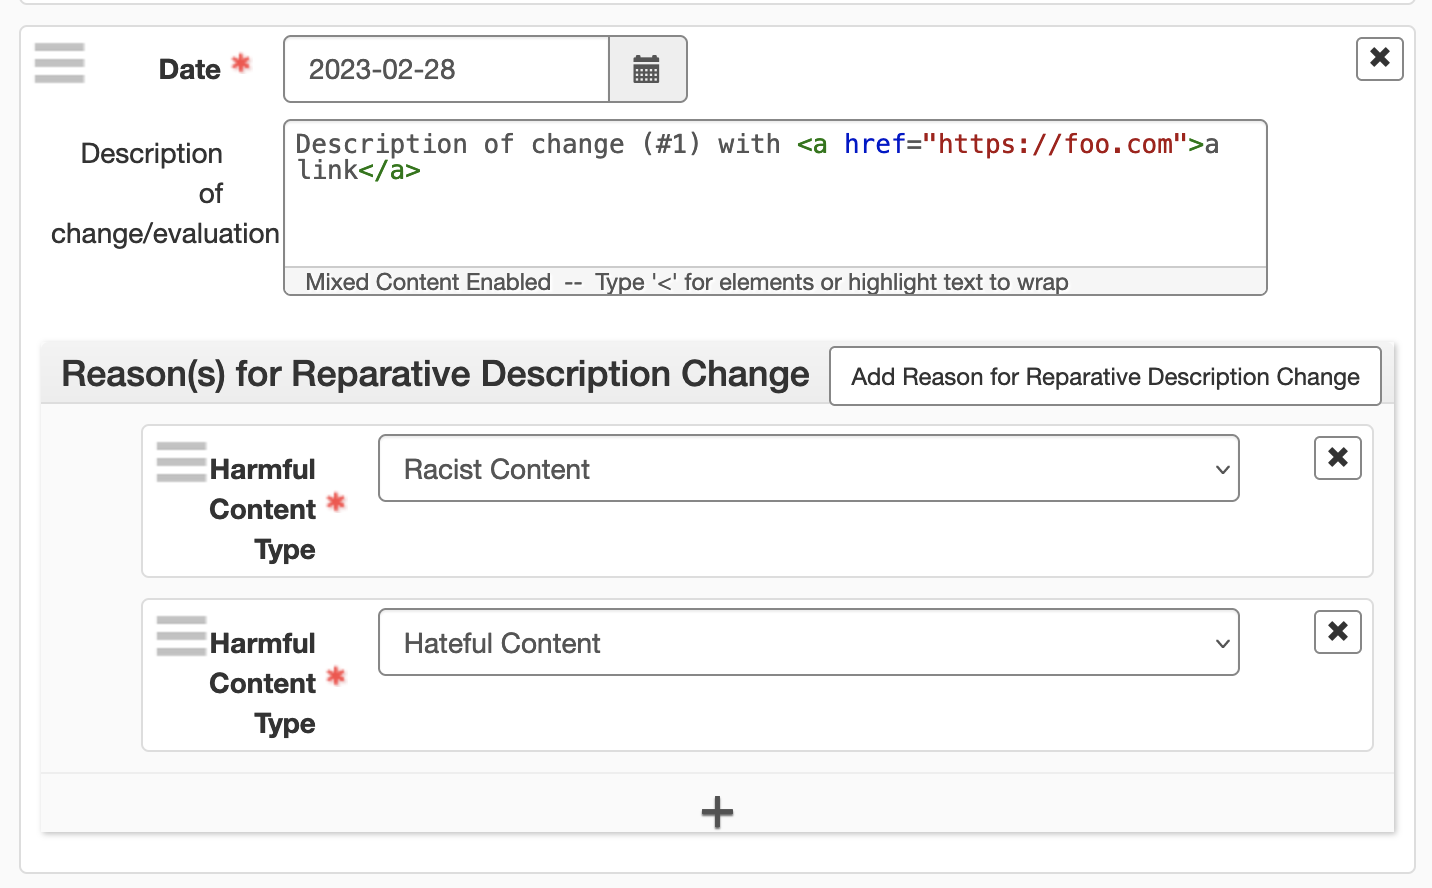 Date *
2023-02-28
Description
of
change/evaluation
Description of change (#1) with <a href="https://foo.com">a
link</a>
Mixed Content Enabled -- Type '<' for elements or highlight text to wrap
Reason(s) for Reparative Description Change
Add Reason for Reparative Description Change
Harmful
Content *
Type
Racist Content
Harmful
Content *
Type
Hateful Content